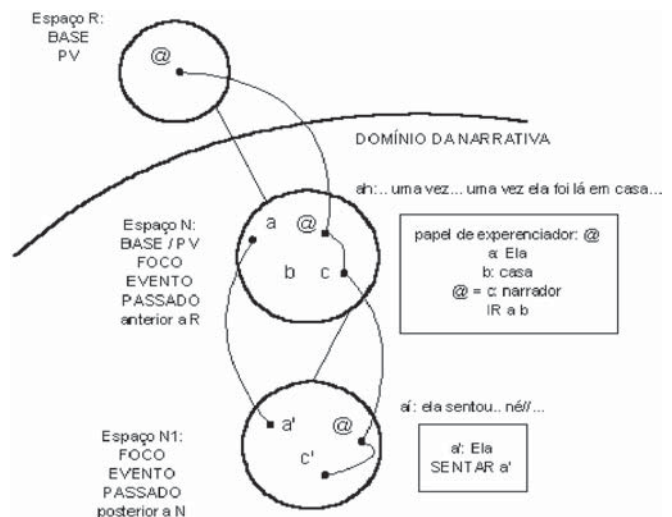 Espaço R:
BASE
PV
@
DOMÍNIO DA NARRATIVA
ah:.. uma vez... uma vez ela foi lá em casa...
Espaço N:
BASE / PV
FOCO
EVENTO
PASSADO
anterior a R
a
@
b
c
papel de experenciador: @
a: Ela
b: casa
@ = c: narrador
IR a b
aí: ela sentou.. né//...
Espaço N1:
FOCO
EVENTO
PASSADO
posterior a N
a'
@
c'
a': Ela
SENTAR a'